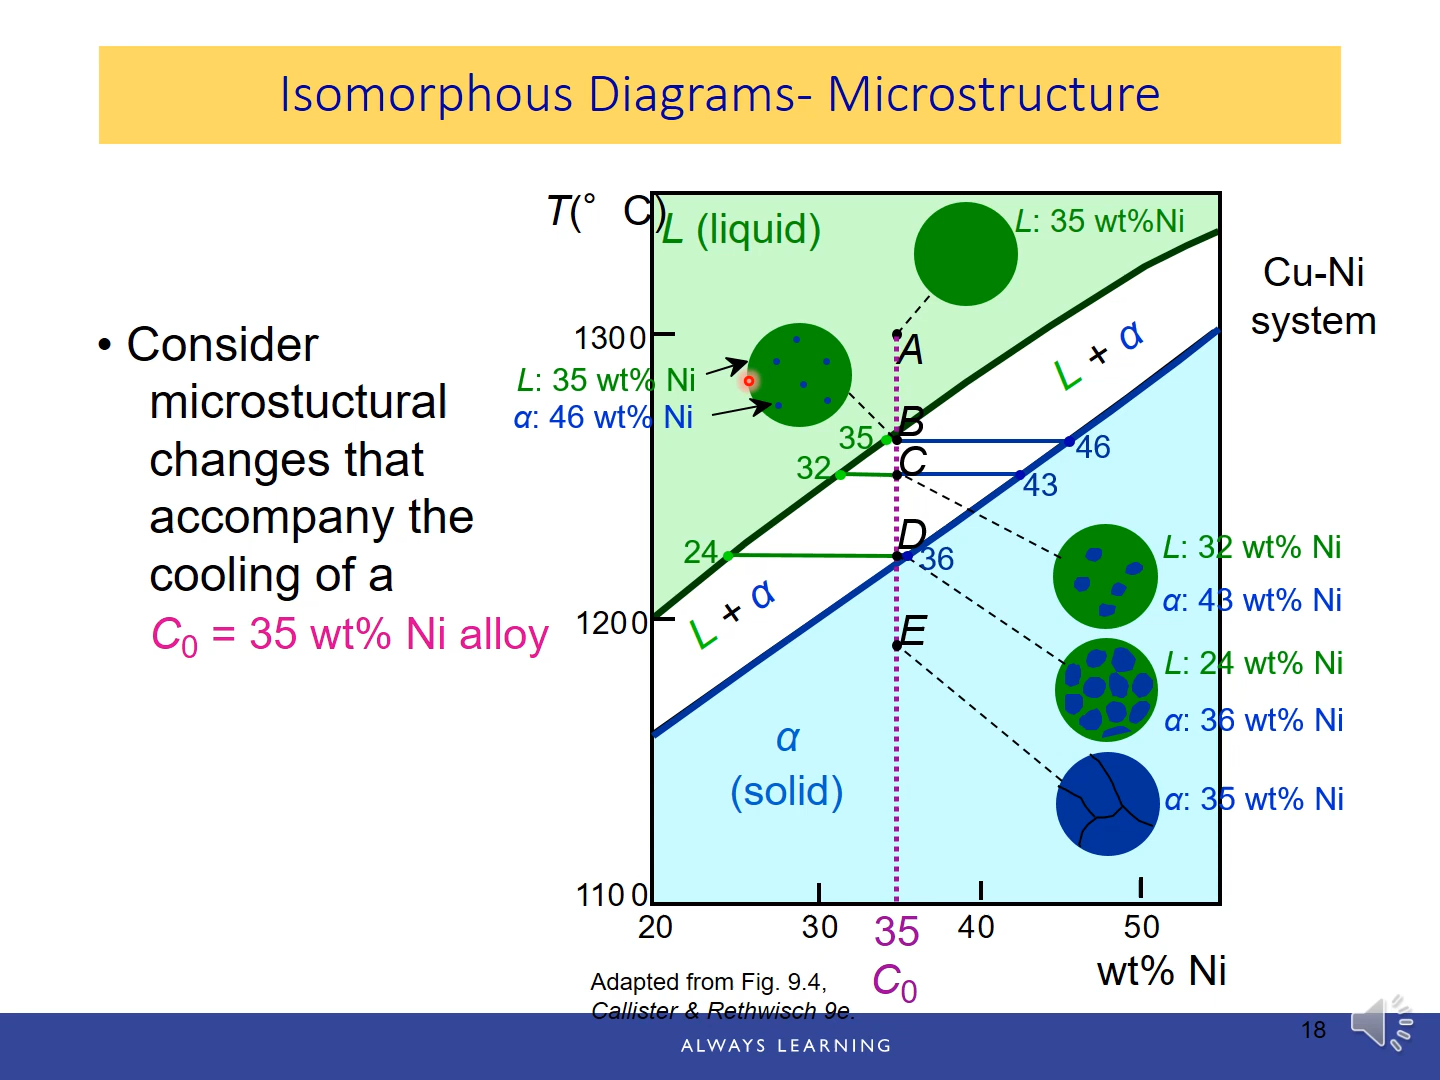 Isomorphous Diagrams- Microstructure
• Consider
microstuctural
changes that
accompany the
cooling of a
C0 = 35 wt% Ni alloy
T(° C)
L (liquid)
L: 35 wt%Ni
Cu-Ni
system
1300
A
L + α
L: 35 wt% Ni
α: 46 wt% Ni
B
35
46
C
32
43
D
24
36
L: 32 wt% Ni
α: 43 wt% Ni
L + α
1200
E
L: 24 wt% Ni
α: 36 wt% Ni
α
(solid)
α: 35 wt% Ni
1100
20
30
35
40
50
C0
wt% Ni
Adapted from Fig. 9.4,
Callister & Rethwisch 9e.
ALWAYS LEARNING
18